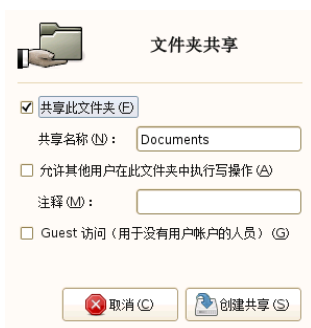 文件夹共享
共享此文件夹(F)
共享名称(N)： Documents
允许其他用户在此文件夹中执行写操作(A)
注释(M)：
Guest 访问（用于没有用户帐户的人员）(G)
取消(C) 创建共享(S)